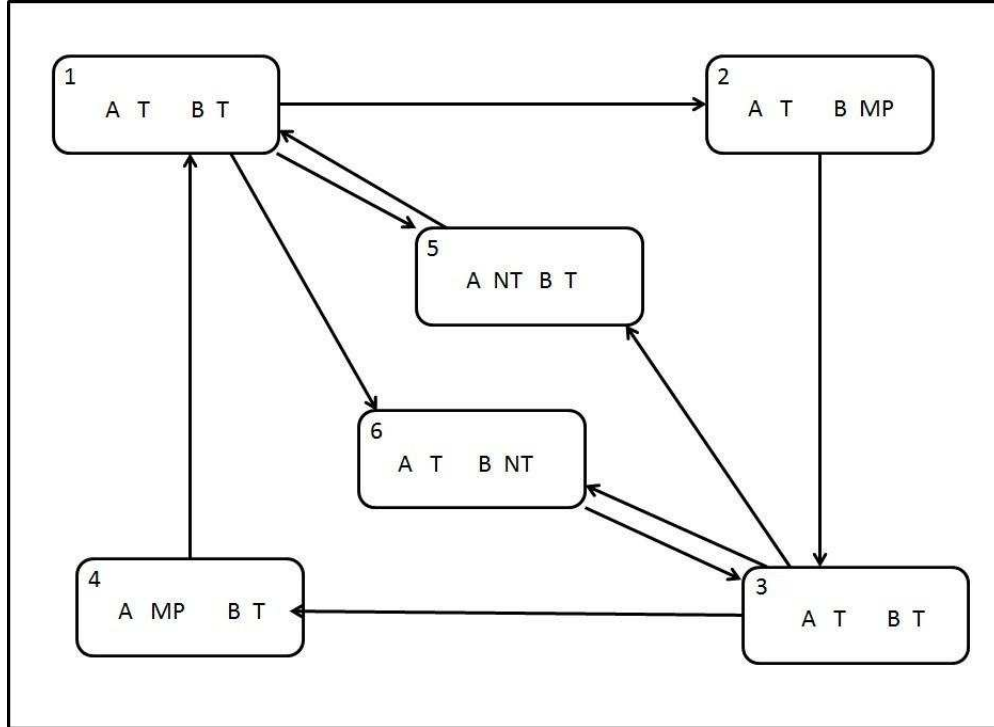 1
A T B T
2
A T B MP
5
A NT B T
6
A T B NT
4
A MP B T
3
A T B T